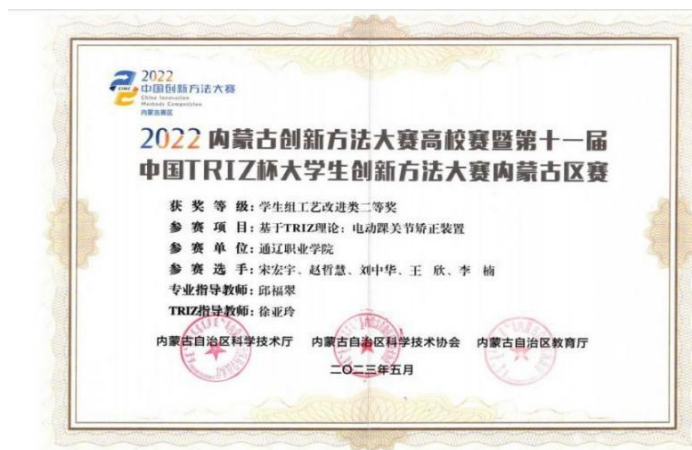 2022
中国创新方法大赛
China Innovation
Methods Competition
内蒙古赛区
2022 内蒙古创新方法大赛高校赛暨第十一届
中国TRIZ杯大学生创新方法大赛内蒙古区赛
获奖等级:学生组工艺改进类二等奖
参赛项目:基于TRIZ理论:电动踝关节矫正装置
参赛单位:通辽职业学院
参赛选手:宋宏宇、赵哲慧、刘中华、王 欣、李 楠
专业指导教师:邱福翠
TRIZ指导教师:徐亚玲
内蒙古自治区科学技术厅 内蒙古自治区科学技术协会 内蒙古自治区教育厅
二〇二三年五月